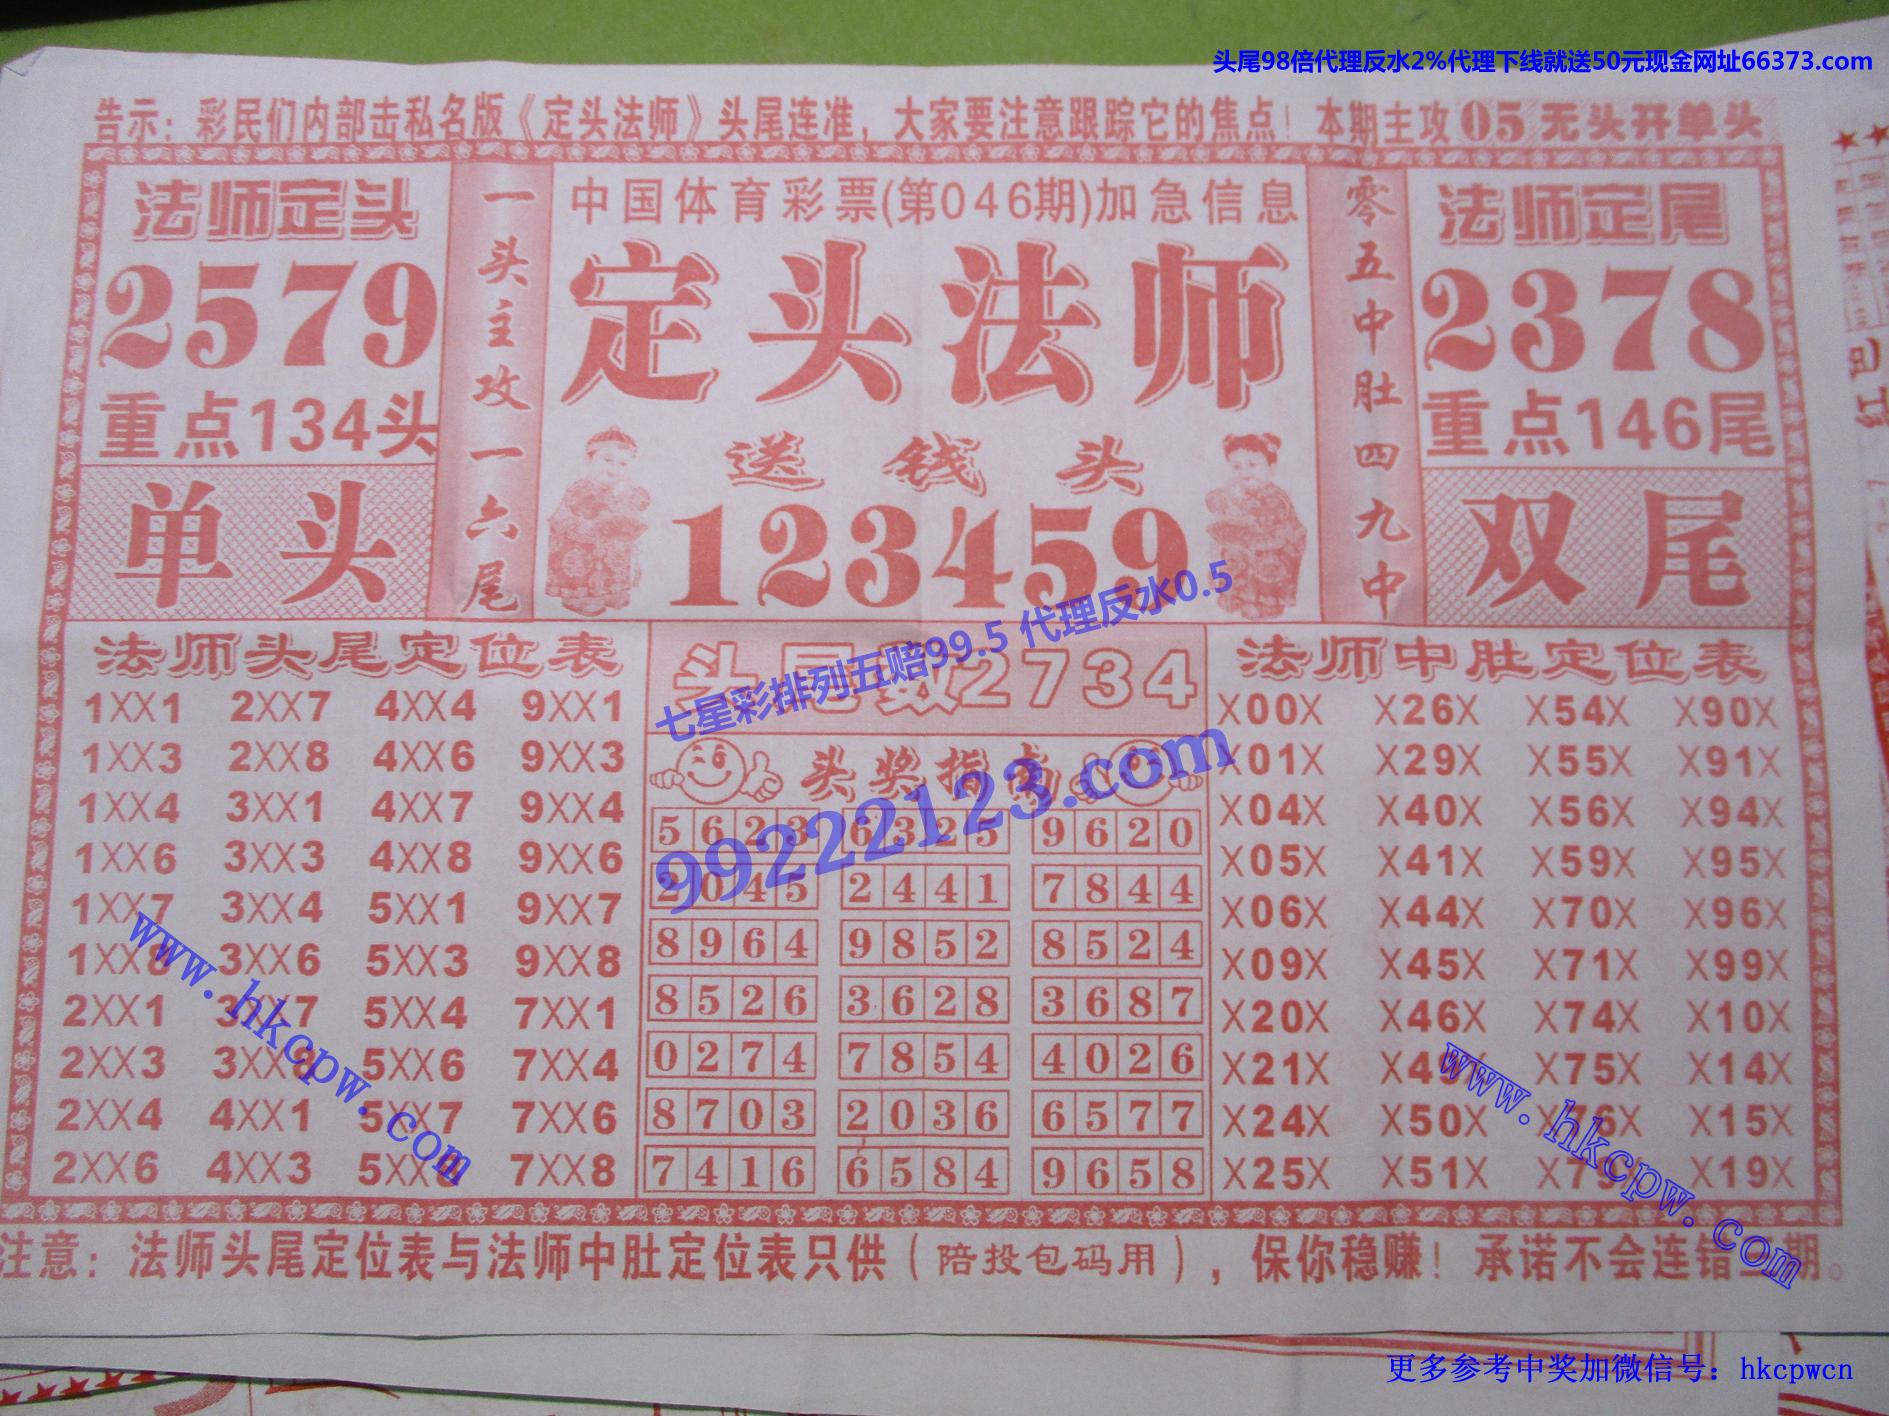 头尾98倍代理反水2%代理下线就送50元现金网址66373.com
告示：彩民们内部击私名版《定头法师》头尾连准，大家要注意跟踪它的焦点！本期主攻05无头开单头
法师定头
2579
重点134头
单头
一头主攻一六尾
中国体育彩票(第046期)加急信息
定头法师
送钱头
123459
零五中肚四九中
法师定尾
2378
重点146尾
双尾
法师头尾定位表
1XX1 2XX7 4XX4 9XX1
1XX3 2XX8 4XX6 9XX3
1XX4 3XX1 4XX7 9XX4
1XX6 3XX3 4XX8 9XX6
1XX7 3XX4 5XX1 9XX7
1XX8 3XX6 5XX3 9XX8
2XX1 3XX7 5XX4 7XX1
2XX3 3XX8 5XX6 7XX4
2XX4 4XX1 5XX7 7XX6
2XX6 4XX3 5XX8 7XX8
头尾数2734
头奖指南
5623 6325 9620
2045 2441 7844
8964 9852 8524
8526 3628 3687
0274 7854 4026
8703 2036 6577
7416 6584 9658
法师中肚定位表
X00X X26X X54X X90X
X01X X29X X55X X91X
X04X X40X X56X X94X
X05X X41X X59X X95X
X06X X44X X70X X96X
X09X X45X X71X X99X
X20X X46X X74X X10X
X21X X49X X75X X14X
X24X X50X X76X X15X
X25X X51X X79X X19X
七星彩排列五赔99.5 代理反水0.5
99222123.com
www.hkcpw.com
www.hkcpw.com
注意：法师头尾定位表与法师中肚定位表只供（陪投包码用），保你稳赚！承诺不会连错三期。
更多参考中奖加微信号：hkcpwcn